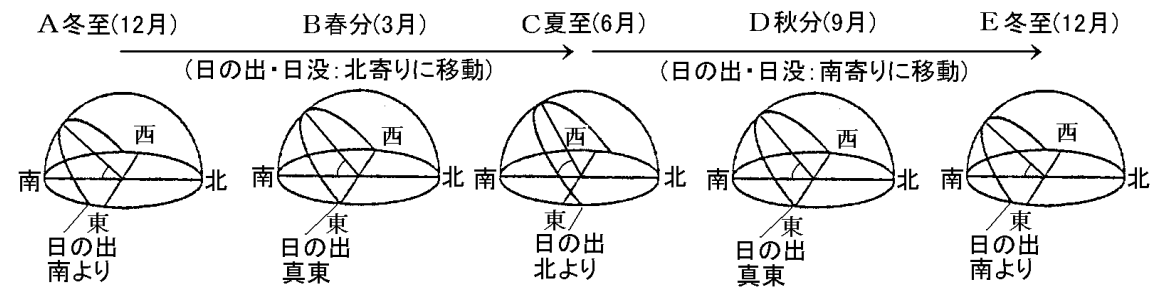 A冬至(12月)
B春分(3月)
C夏至(6月)
D秋分(9月)
E冬至(12月)
(日の出・日没:北寄りに移動)
(日の出・日没:南寄りに移動)
西
南
北
東
日の出
南より
西
南
北
東
日の出
真東
西
南
北
東
日の出
北より
西
南
北
東
日の出
真東
西
南
北
東
日の出
南より